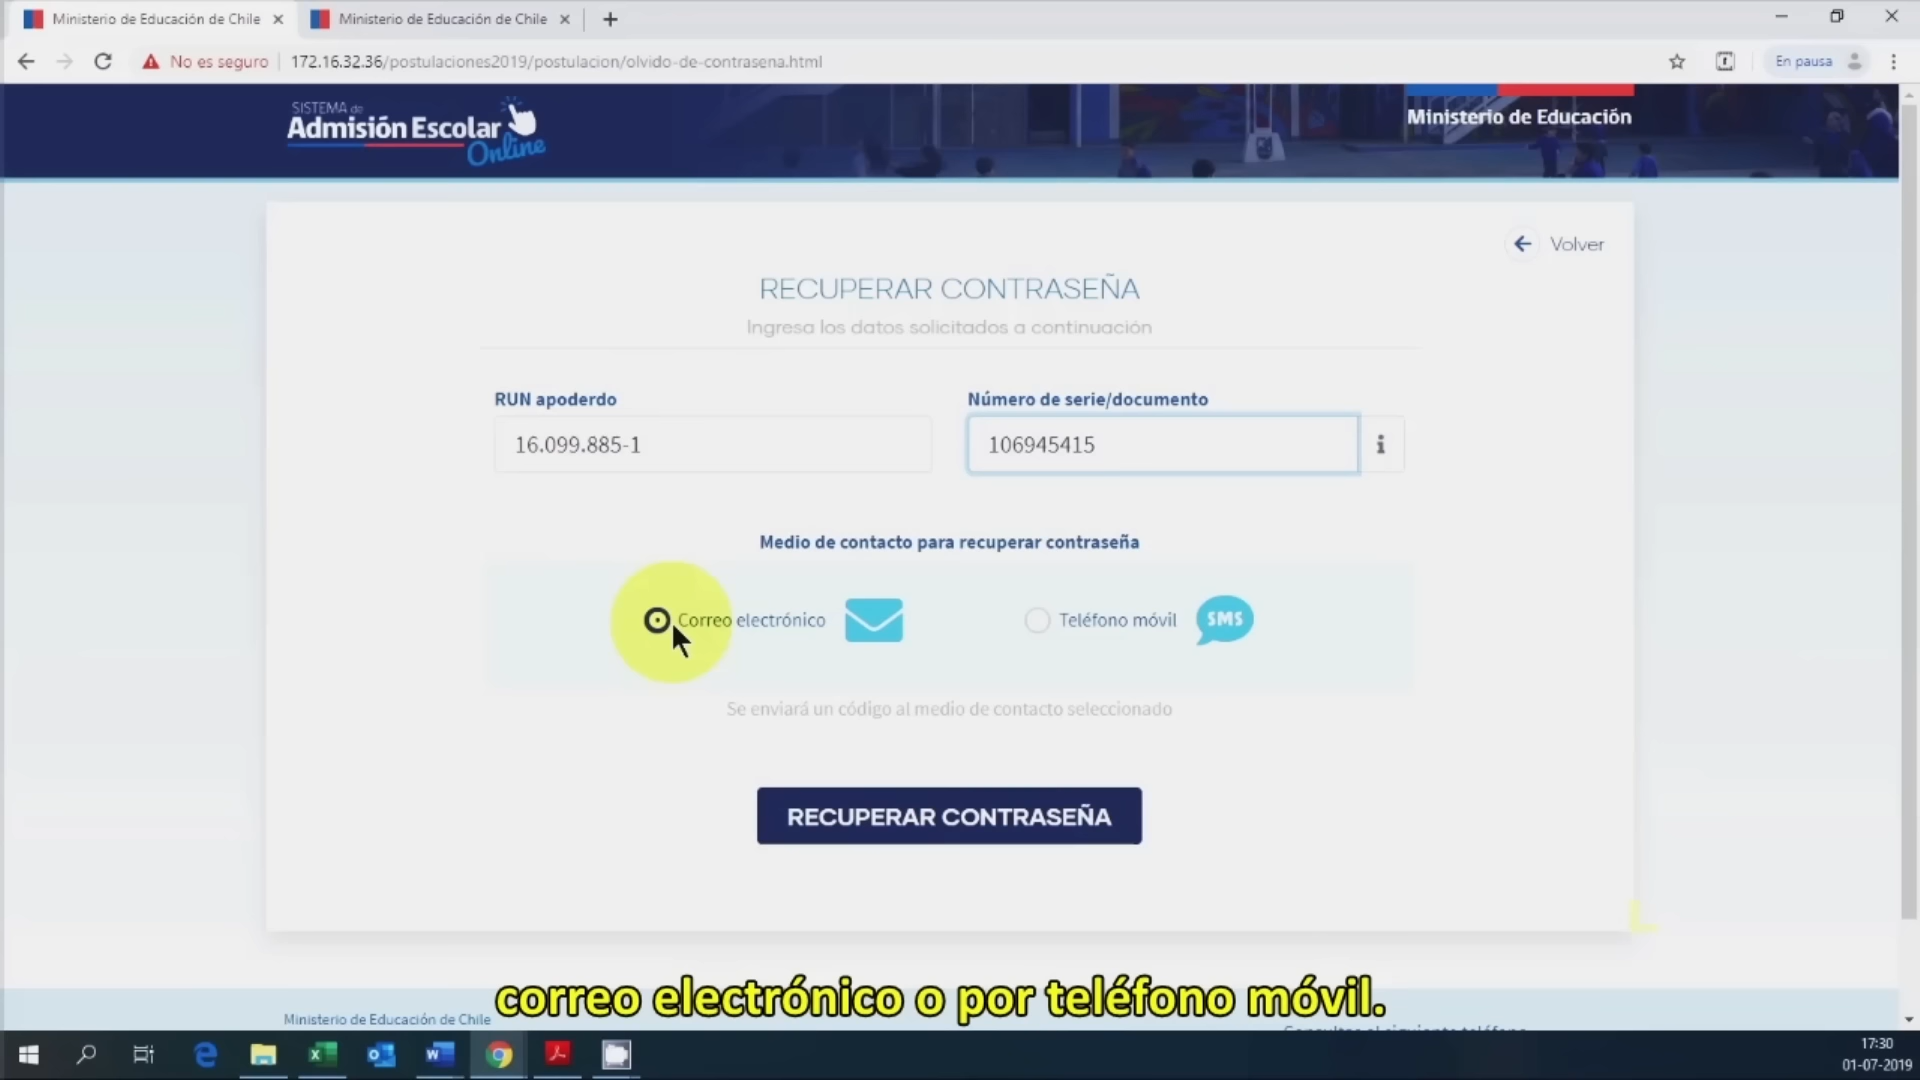 Ministerio de Educación de Chile
Ministerio de Educación de Chile
No es seguro
172.16.32.36/postulaciones2019/postulacion/olvido-de-contrasena.html
En pausa
SISTEMA de
Admisión Escolar
Online
Ministerio de Educación
Volver
RECUPERAR CONTRASEÑA
Ingresa los datos solicitados a continuación
RUN apoderdo
Número de serie/documento
16.099.885-1
106945415
i
Medio de contacto para recuperar contraseña
Correo electrónico
Teléfono móvil
SMS
Se enviará un código al medio de contacto seleccionado
RECUPERAR CONTRASEÑA
correo electrónico o por teléfono móvil.
Ministerio de Educación de Chile
17:30
01-07-2019